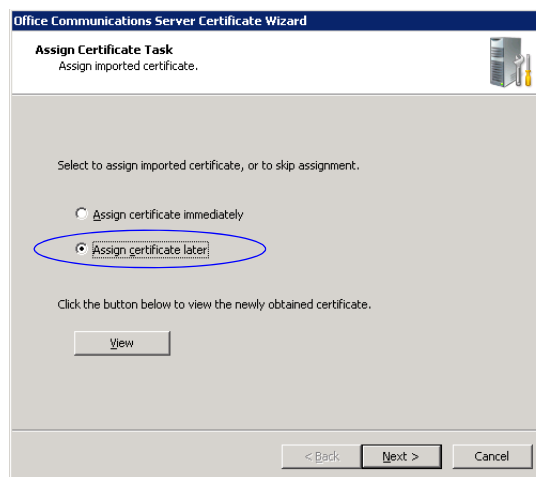 Office Communications Server Certificate Wizard
Assign Certificate Task
Assign imported certificate.
Select to assign imported certificate, or to skip assignment.
Assign certificate immediately
Assign certificate later
Click the button below to view the newly obtained certificate.
View
< Back Next > Cancel